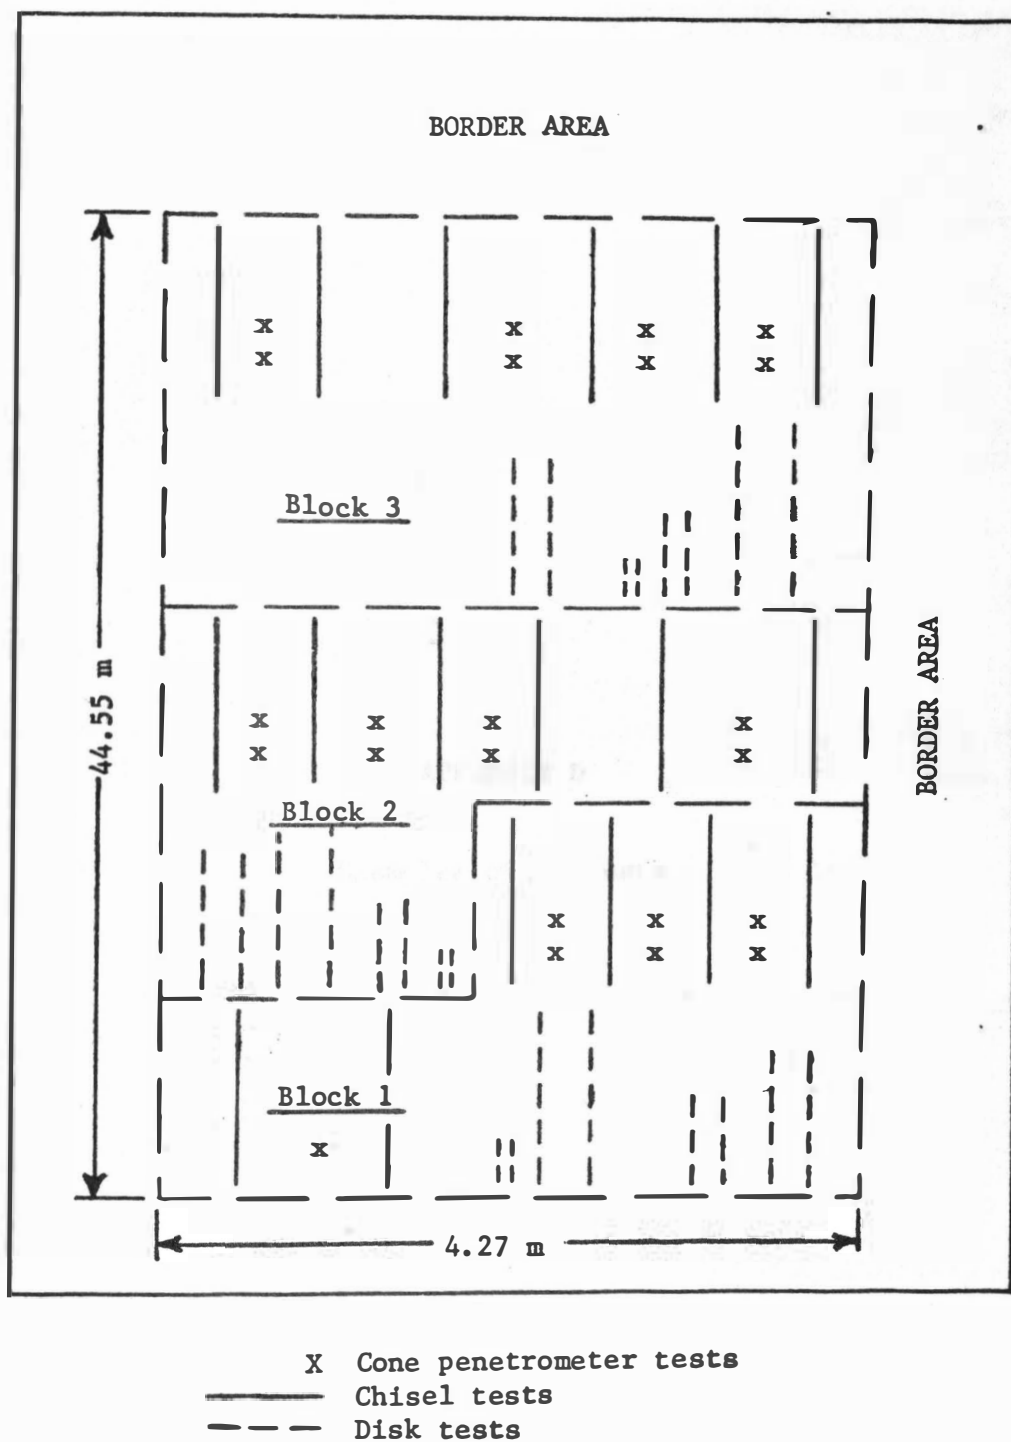 BORDER AREA
x x x x
x x x x
Block 3
44.55 m
BORDER AREA
x x x x
x x x x
Block 2
x x x
x x x
Block 1
x
4.27 m
X Cone penetrometer tests
Chisel tests
Disk tests